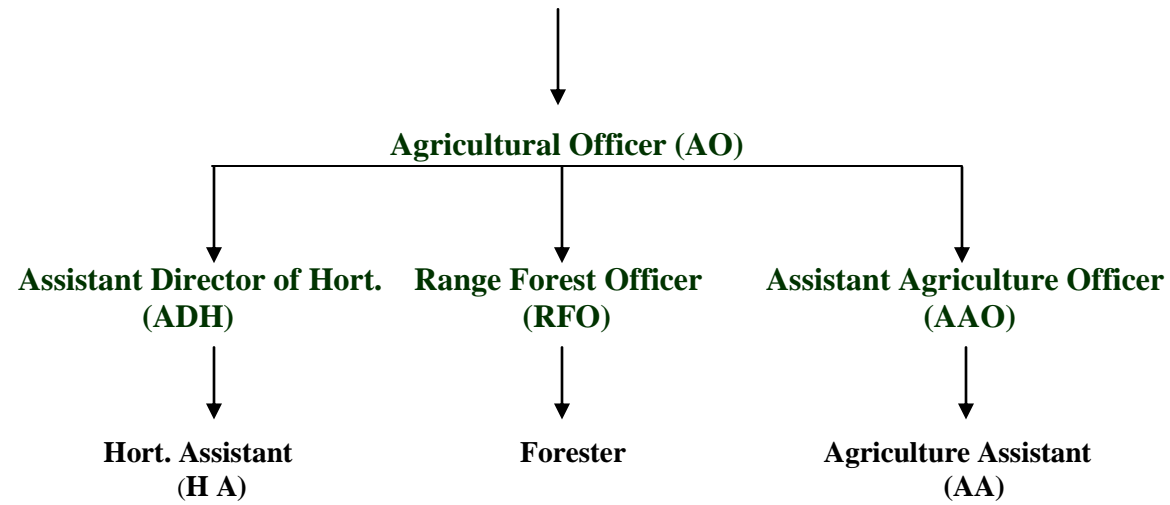 Agricultural Officer (AO)
Assistant Director of Hort.
(ADH)
Range Forest Officer
(RFO)
Assistant Agriculture Officer
(AAO)
Hort. Assistant
(H A)
Forester
Agriculture Assistant
(AA)